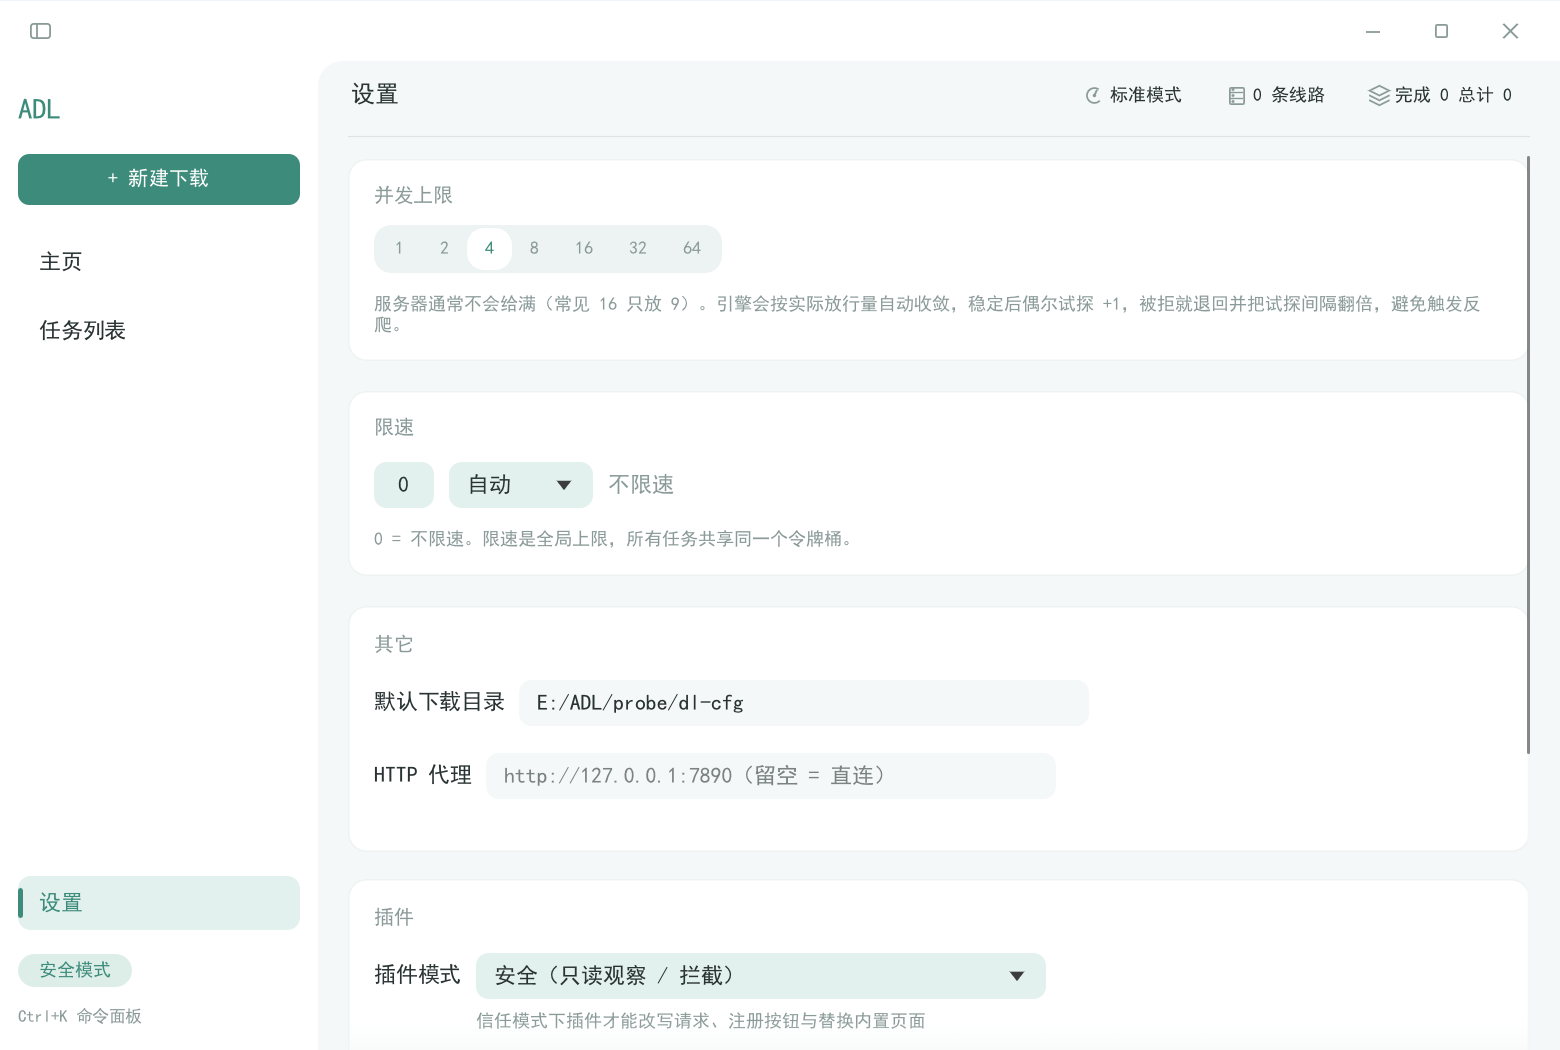 ADL
+ 新建下载
主页
任务列表
设置
安全模式
Ctrl+K 命令面板
设置
标准模式
0 条线路
完成 0 总计 0
并发上限
1 2 4 8 16 32 64
服务器通常不会给满（常见 16 只放 9）。引擎会按实际放行量自动收敛，稳定后偶尔试探 +1，被拒就退回并把试探间隔翻倍，避免触发反
爬。
限速
0 自动 不限速
0 = 不限速。限速是全局上限，所有任务共享同一个令牌桶。
其它
默认下载目录 E:/ADL/probe/dl-cfg
HTTP 代理 http://127.0.0.1:7890（留空 = 直连）
插件
插件模式 安全（只读观察 / 拦截）
信任模式下插件才能改写请求、注册按钮与替换内置页面